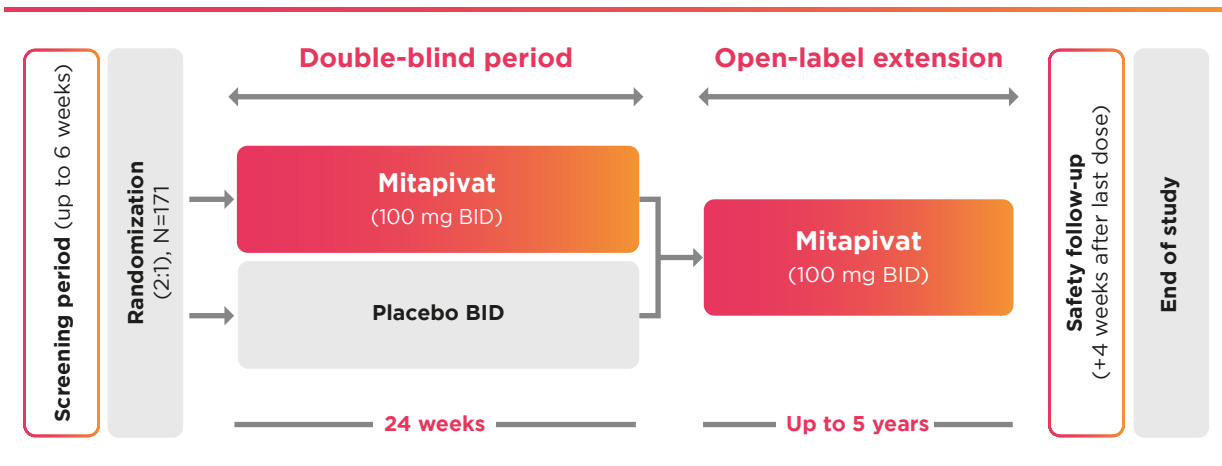 Screening period (up to 6 weeks)
Randomization
(2:1), N=171
Double-blind period
Mitapivat
(100 mg BID)
Placebo BID
24 weeks
Open-label extension
Mitapivat
(100 mg BID)
Up to 5 years
Safety follow-up
(+4 weeks after last dose)
End of study